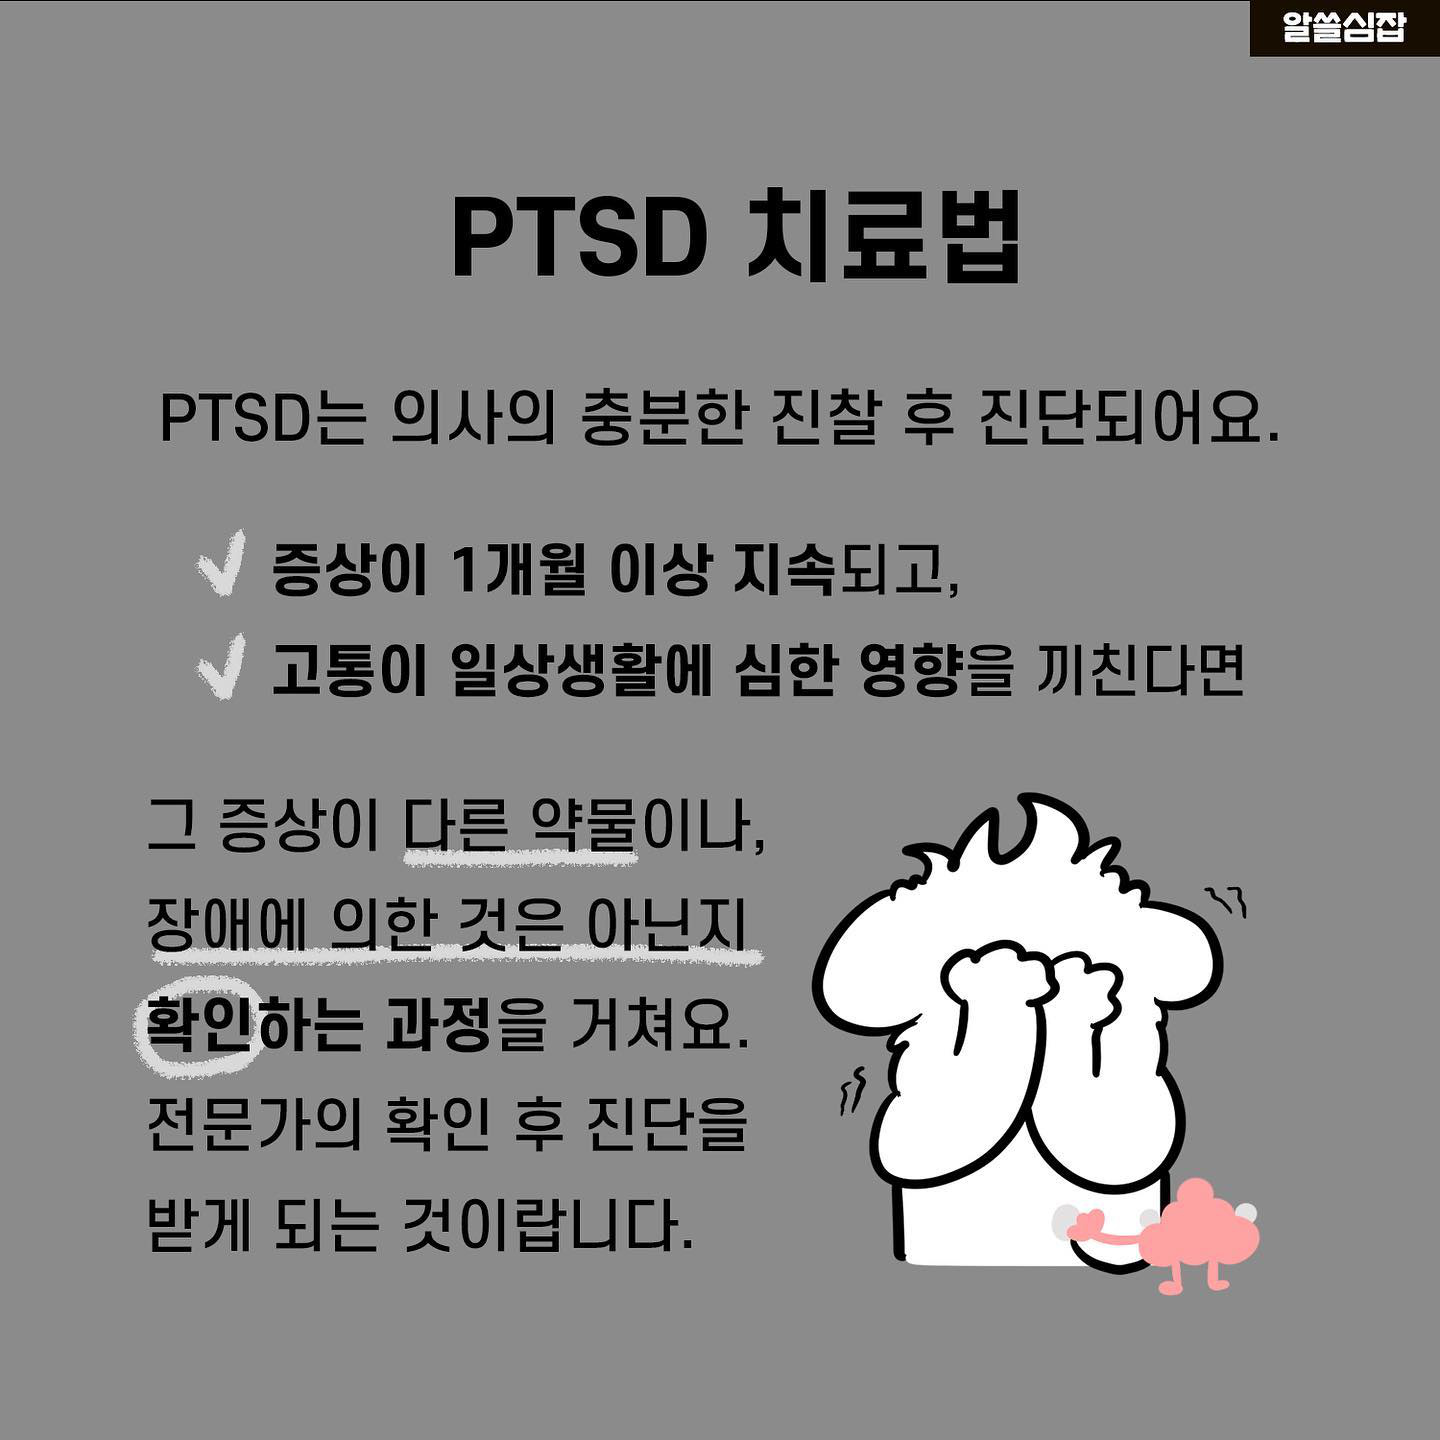 알쓸심잡
PTSD 치료법
PTSD는 의사의 충분한 진찰 후 진단되어요.
증상이 1개월 이상 지속되고,
고통이 일상생활에 심한 영향을 끼친다면
그 증상이 다른 약물이나,
장애에 의한 것은 아닌지
확인하는 과정을 거쳐요.
전문가의 확인 후 진단을
받게 되는 것이랍니다.